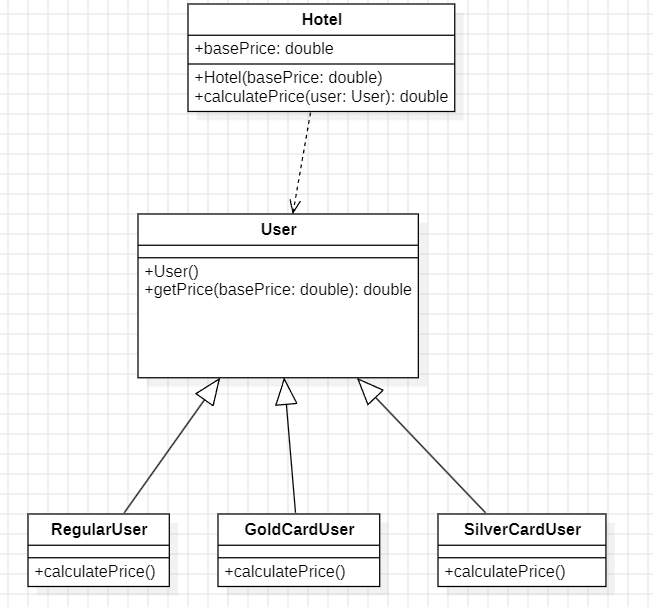 Hotel
+basePrice: double
+Hotel(basePrice: double)
+calculatePrice(user: User): double
User
+User()
+getPrice(basePrice: double): double
RegularUser
+calculatePrice()
GoldCardUser
+calculatePrice()
SilverCardUser
+calculatePrice()